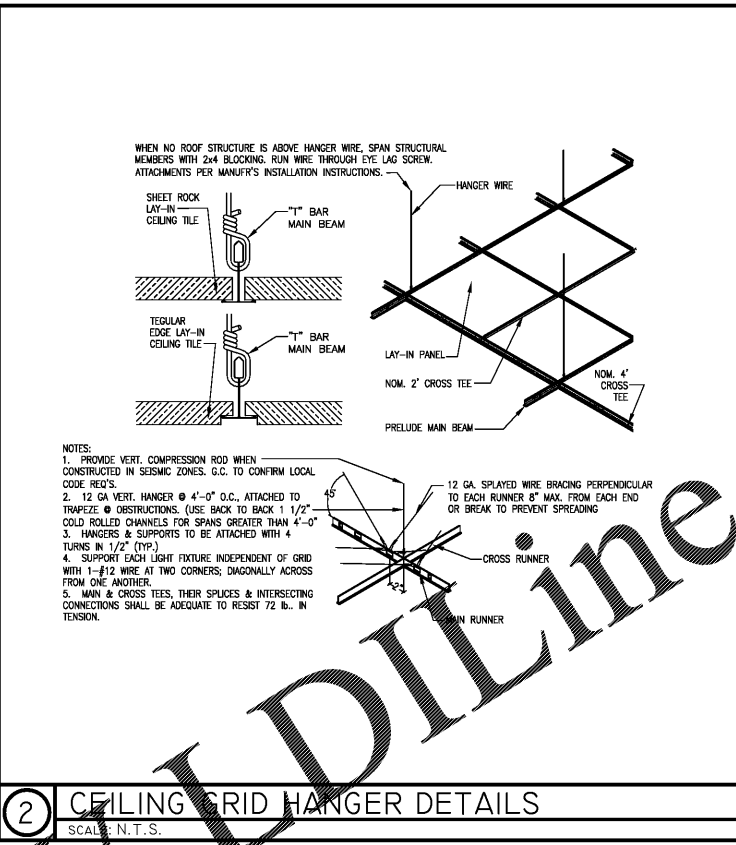 WHEN NO ROOF STRUCTURE IS ABOVE HANGER WIRE, SPAN STRUCTURAL
MEMBERS WITH 2x4 BLOCKING. RUN WIRE THROUGH EYE LAG SCREW.
ATTACHMENTS PER MANUFR'S INSTALLATION INSTRUCTIONS.
HANGER WIRE
SHEET ROCK
LAY-IN
CEILING TILE
"T" BAR
MAIN BEAM
TEGULAR
EDGE LAY-IN
CEILING TILE
"T" BAR
MAIN BEAM
LAY-IN PANEL
NOM. 2' CROSS TEE
NOM. 4'
CROSS
TEE
PRELUDE MAIN BEAM
NOTES:
1. PROVIDE VERT. COMPRESSION ROD WHEN
CONSTRUCTED IN SEISMIC ZONES. G.C. TO CONFIRM LOCAL
CODE REQ'S.
2. 12 GA VERT. HANGER @ 4'-0" O.C., ATTACHED TO
TRAPEZE @ OBSTRUCTIONS. (USE BACK TO BACK 1 1/2"
COLD ROLLED CHANNELS FOR SPANS GREATER THAN 4'-0"
3. HANGERS & SUPPORTS TO BE ATTACHED WITH 4
TURNS IN 1/2" (TYP.)
4. SUPPORT EACH LIGHT FIXTURE INDEPENDENT OF GRID
WITH 1-#12 WIRE AT TWO CORNERS; DIAGONALLY ACROSS
FROM ONE ANOTHER.
5. MAIN & CROSS TEES, THEIR SPLICES & INTERSECTING
CONNECTIONS SHALL BE ADEQUATE TO RESIST 72 lb.. IN
TENSION.
45
12 GA. SPLAYED WIRE BRACING PERPENDICULAR
TO EACH RUNNER 8" MAX. FROM EACH END
OR BREAK TO PREVENT SPREADING
CROSS RUNNER
2"
MAIN RUNNER
LDILine
2
CEILING GRID HANGER DETAILS
SCALE: N.T.S.